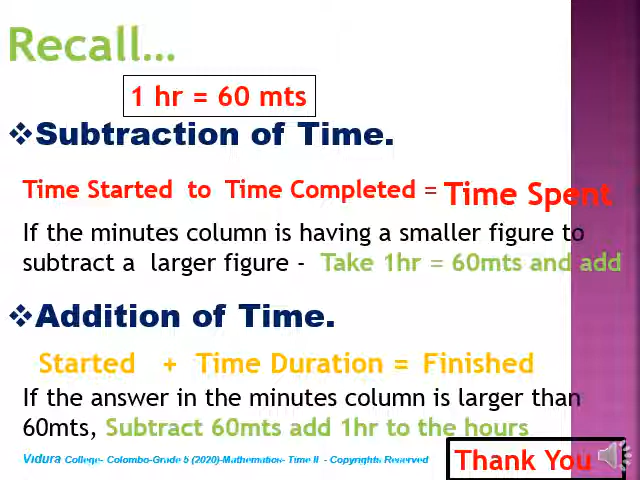 Recall…
1 hr = 60 mts
❖Subtraction of Time.
Time Started to Time Completed = Time Spent
If the minutes column is having a smaller figure to
subtract a larger figure - Take 1hr = 60mts and add
❖Addition of Time.
Started + Time Duration = Finished
If the answer in the minutes column is larger than
60mts, Subtract 60mts add 1hr to the hours
Vidura College- Colombo-Grade 5 (2020)-Mathematics- Time II - Copyrights Reserved
Thank You